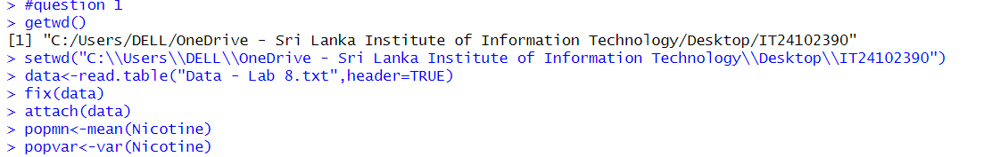 > #question 1
> getwd()
[1] "C:/Users/DELL/OneDrive - Sri Lanka Institute of Information Technology/Desktop/IT24102390"
> setwd("C:\\Users\\DELL\\OneDrive - Sri Lanka Institute of Information Technology\\Desktop\\IT24102390")
> data<-read.table("Data - Lab 8.txt",header=TRUE)
> fix(data)
> attach(data)
> popmn<-mean(Nicotine)
> popvar<-var(Nicotine)